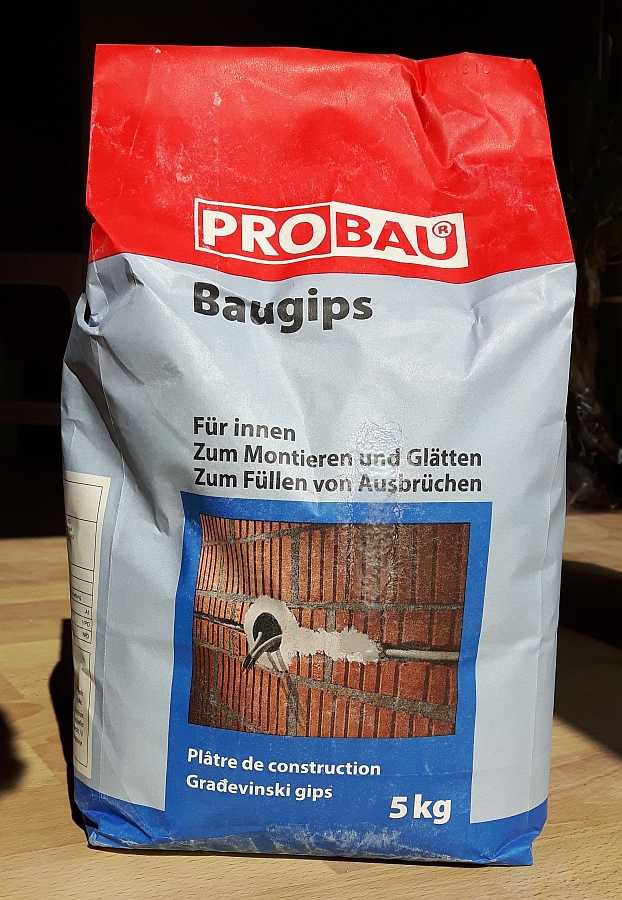 PROBAU®
Baugips
Für innen
Zum Montieren und Glätten
Zum Füllen von Ausbrüchen
Plâtre de construction
Građevinski gips
5 kg